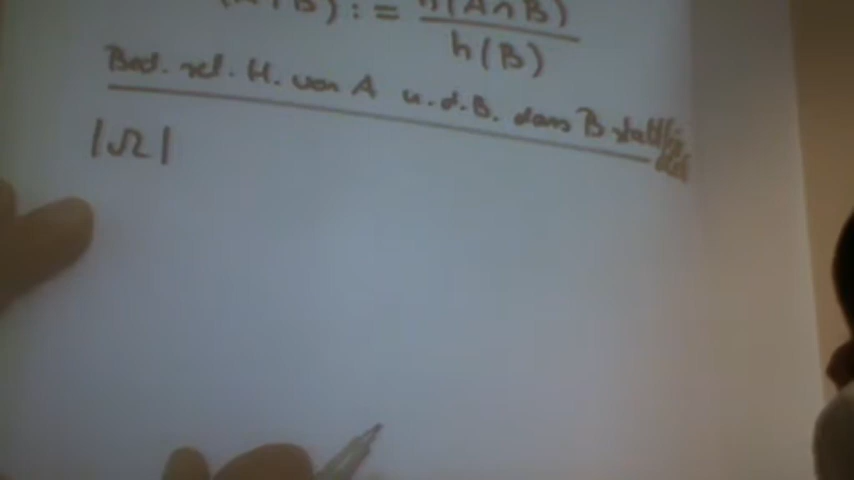 (A | B) := h(A ∩ B) / h(B)
Bed. rel. H. von A u.d.B. dass B stattfindet
|Ω|